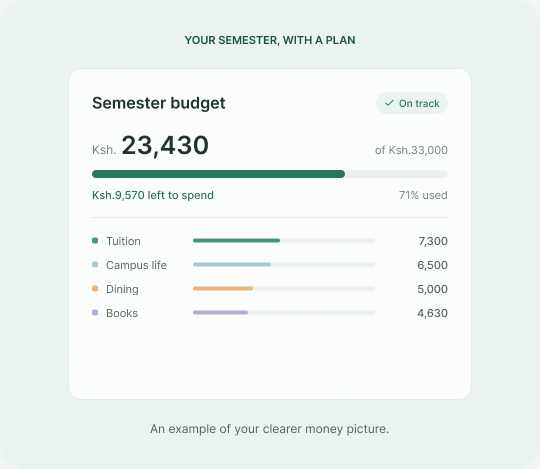 YOUR SEMESTER, WITH A PLAN
Semester budget
On track
Ksh. 23,430
of Ksh.33,000
Ksh.9,570 left to spend
71% used
Tuition 7,300
Campus life 6,500
Dining 5,000
Books 4,630
An example of your clearer money picture.